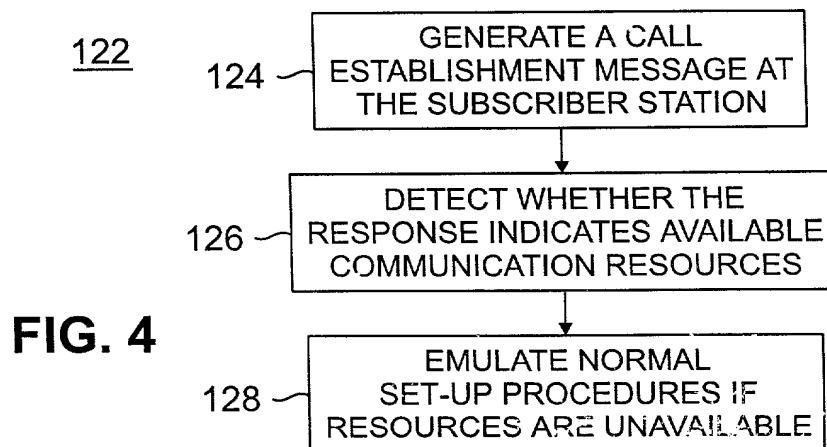 122
124
GENERATE A CALL
ESTABLISHMENT MESSAGE AT
THE SUBSCRIBER STATION
126
DETECT WHETHER THE
RESPONSE INDICATES AVAILABLE
COMMUNICATION RESOURCES
FIG. 4
128
EMULATE NORMAL
SET-UP PROCEDURES IF
RESOURCES ARE UNAVAILABLE